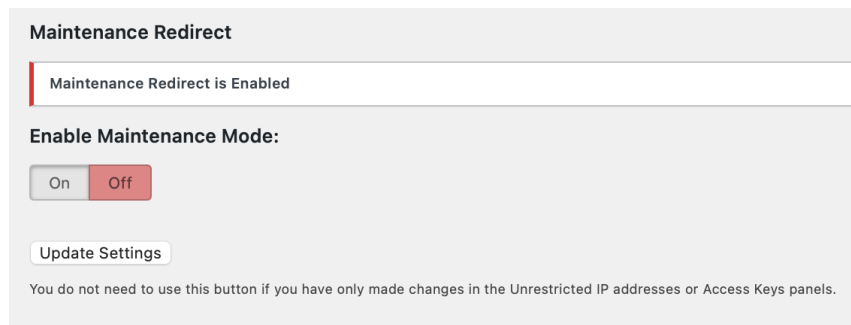 Maintenance Redirect
Maintenance Redirect is Enabled
Enable Maintenance Mode:
On Off
Update Settings
You do not need to use this button if you have only made changes in the Unrestricted IP addresses or Access Keys panels.